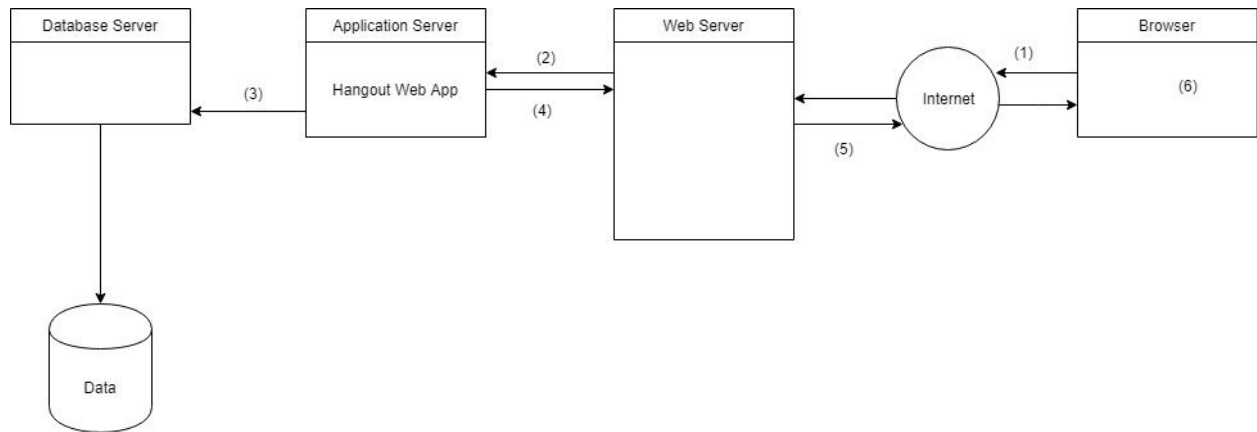 Database Server
Application Server
Web Server
Browser
(1)
(2)
Hangout Web App
(3)
(4)
Internet
(6)
(5)
Data